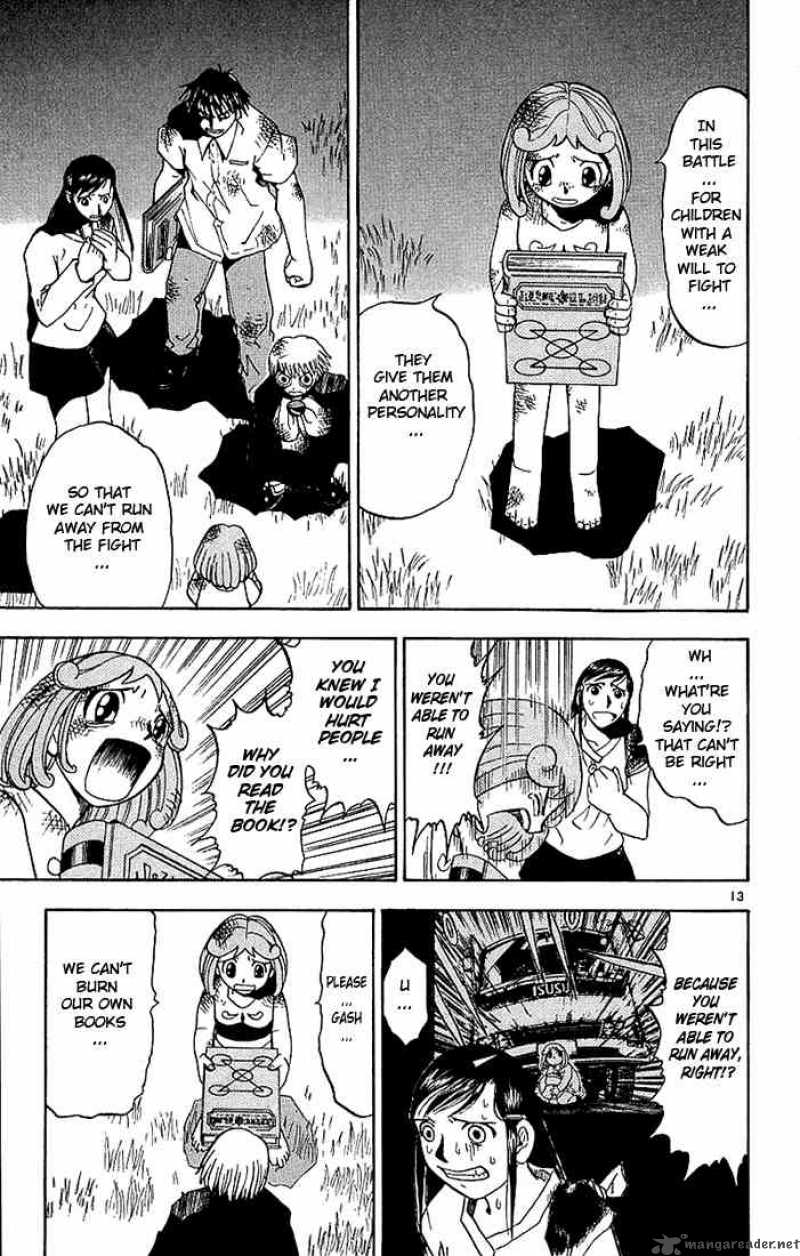 IN
THIS
BATTLE
...
FOR
CHILDREN
WITH A
WEAK
WILL TO
FIGHT
...
THEY
GIVE THEM
ANOTHER
PERSONALITY
...
SO THAT
WE CAN'T RUN
AWAY FROM
THE FIGHT
...
WH
...
WHAT'RE
YOU
SAYING!?
THAT CAN'T
BE RIGHT
...
YOU
WEREN'T
ABLE TO
RUN
AWAY
!!!
YOU
KNEW I
WOULD
HURT
PEOPLE
...
WHY
DID YOU
READ
THE
BOOK!?
13
BECAUSE
YOU
WEREN'T
ABLE TO
RUN AWAY,
RIGHT!?
ISUSU
U
...
PLEASE
...
GASH
...
WE CAN'T
BURN
OUR OWN
BOOKS
...
mangareader.net